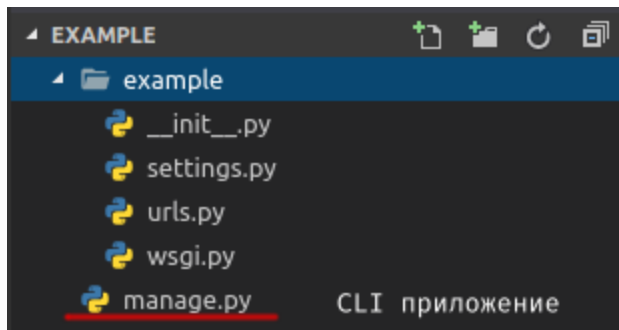 EXAMPLE
example
__init__.py
settings.py
urls.py
wsgi.py
manage.py CLI приложение